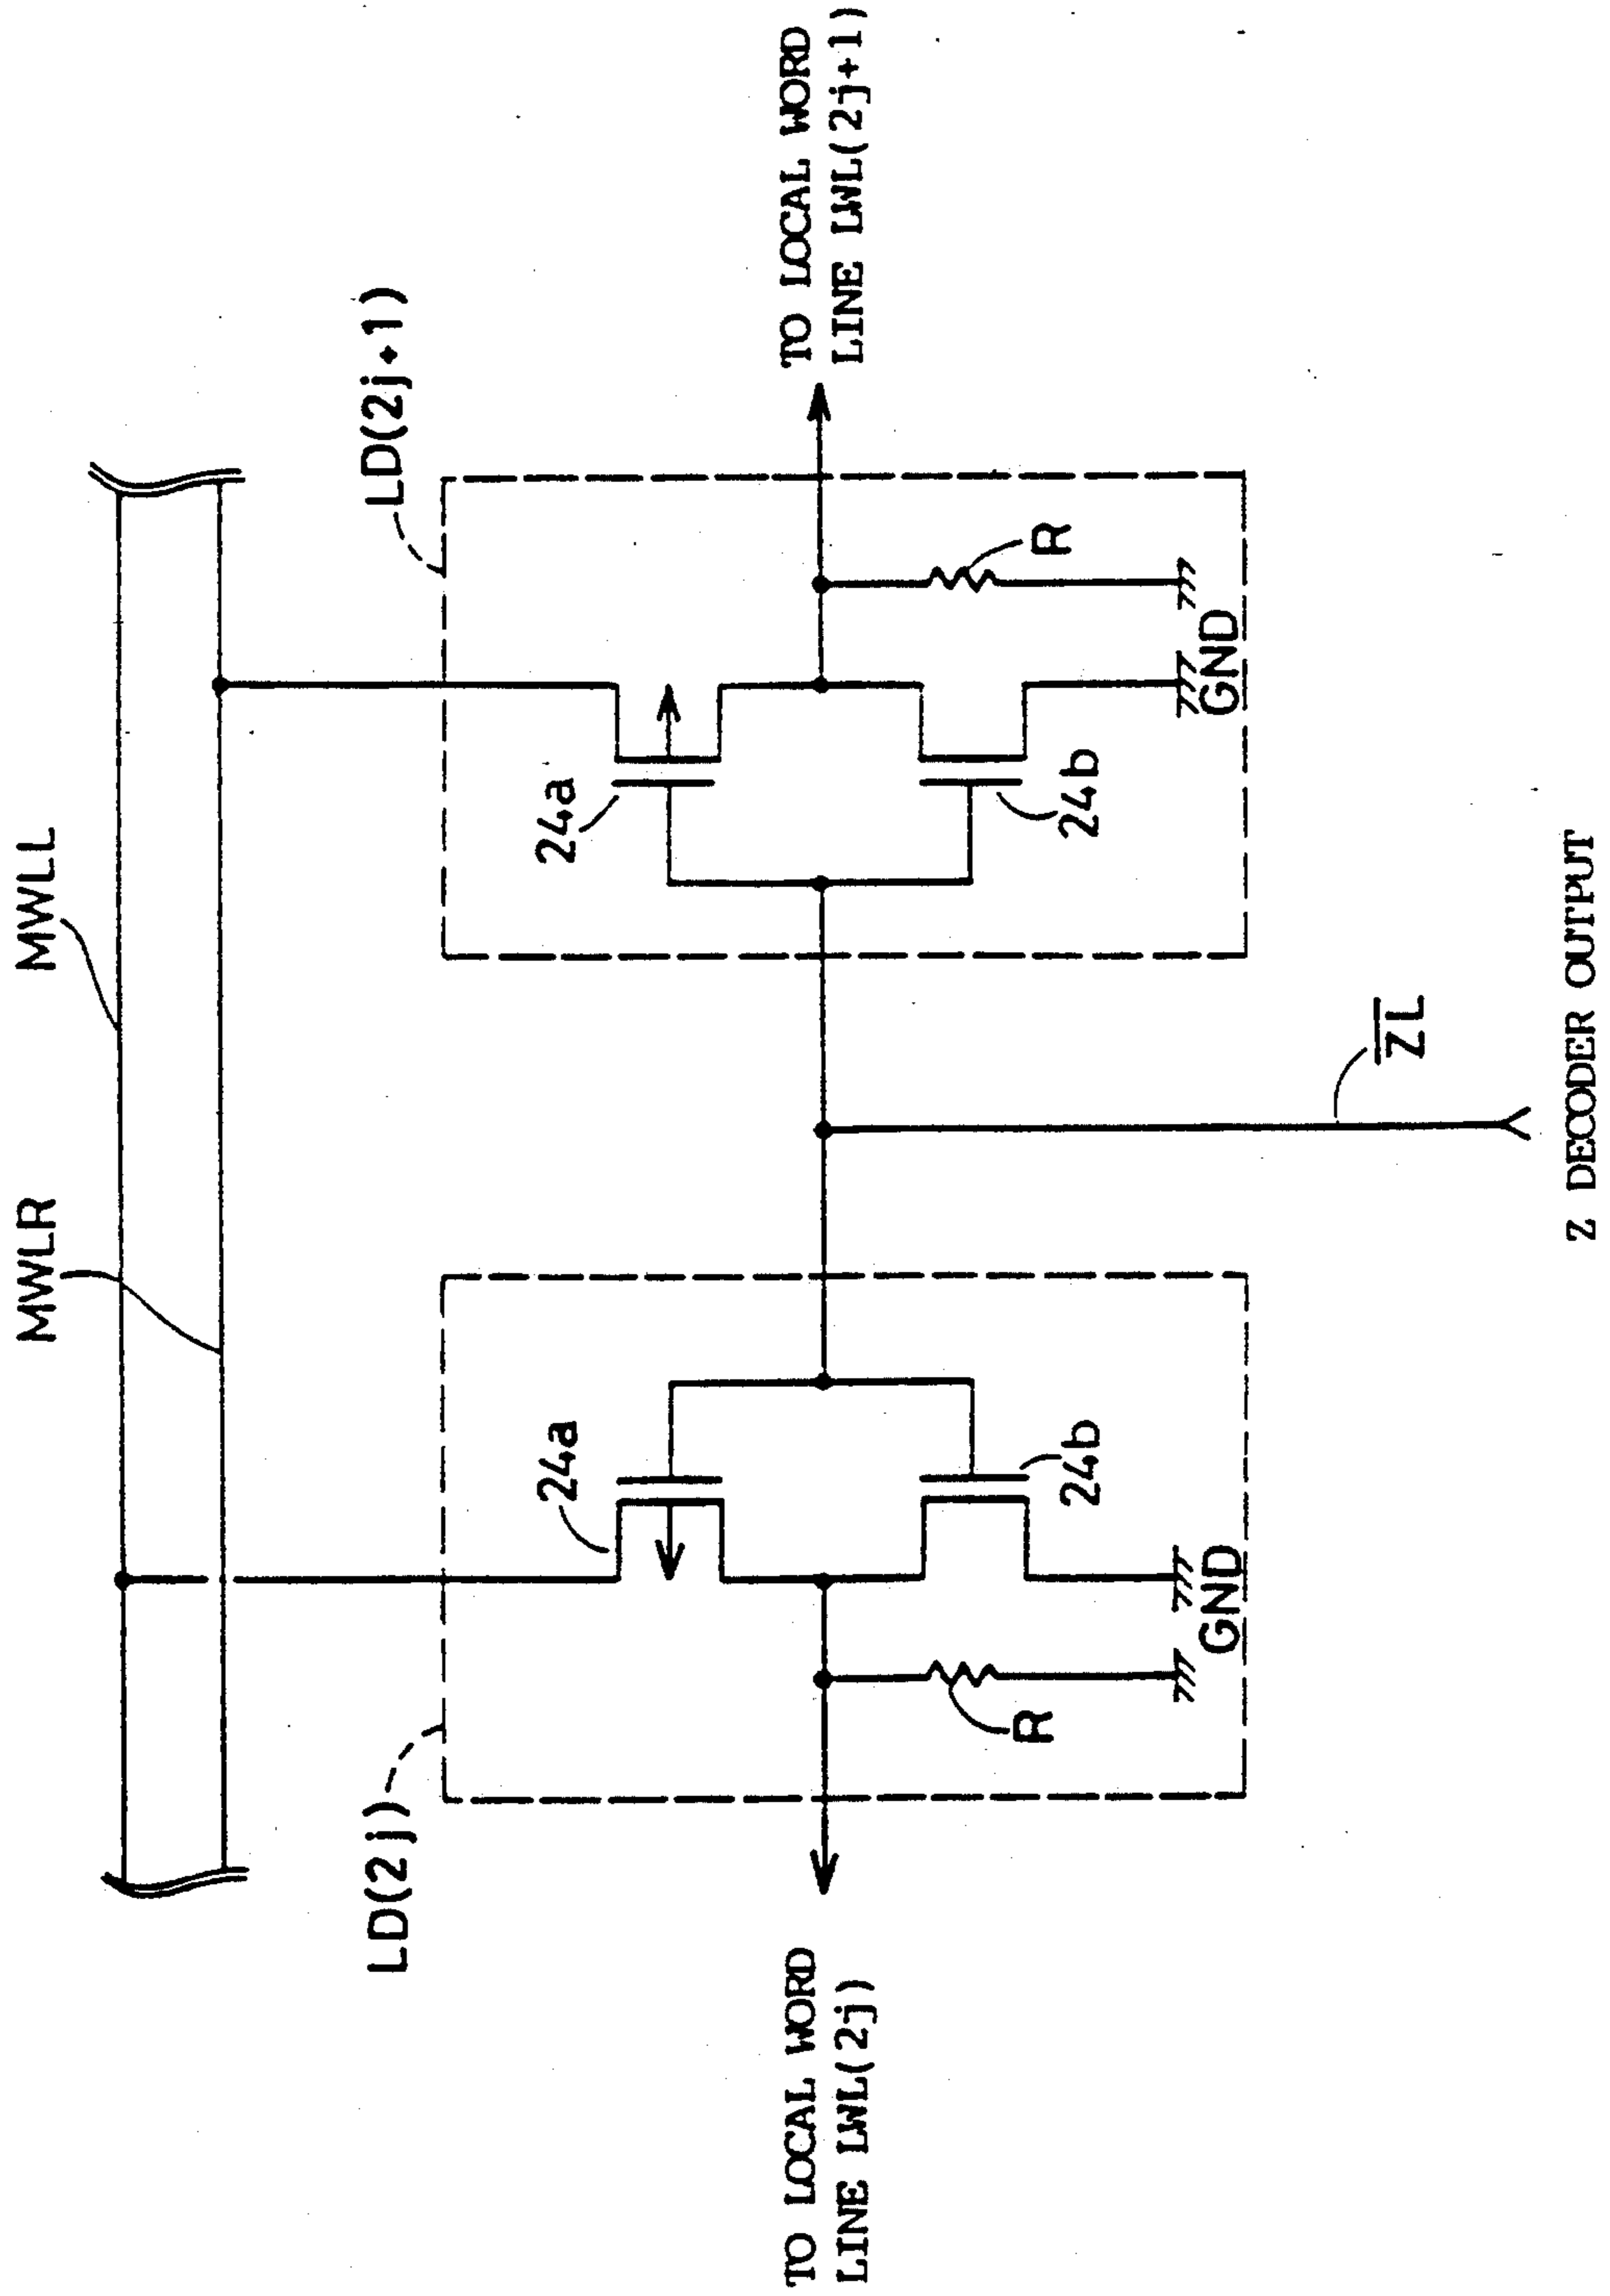 MWLR
MWLL
LD(2j)
LD(2j+1)
24a
24a
TO LOCAL WORD
LINE LWL(2j)
TO LOCAL WORD
LINE LWL(2j+1)
R
24b
24b
R
GND
GND
Z̅L̅
Z DECODER OUTPUT